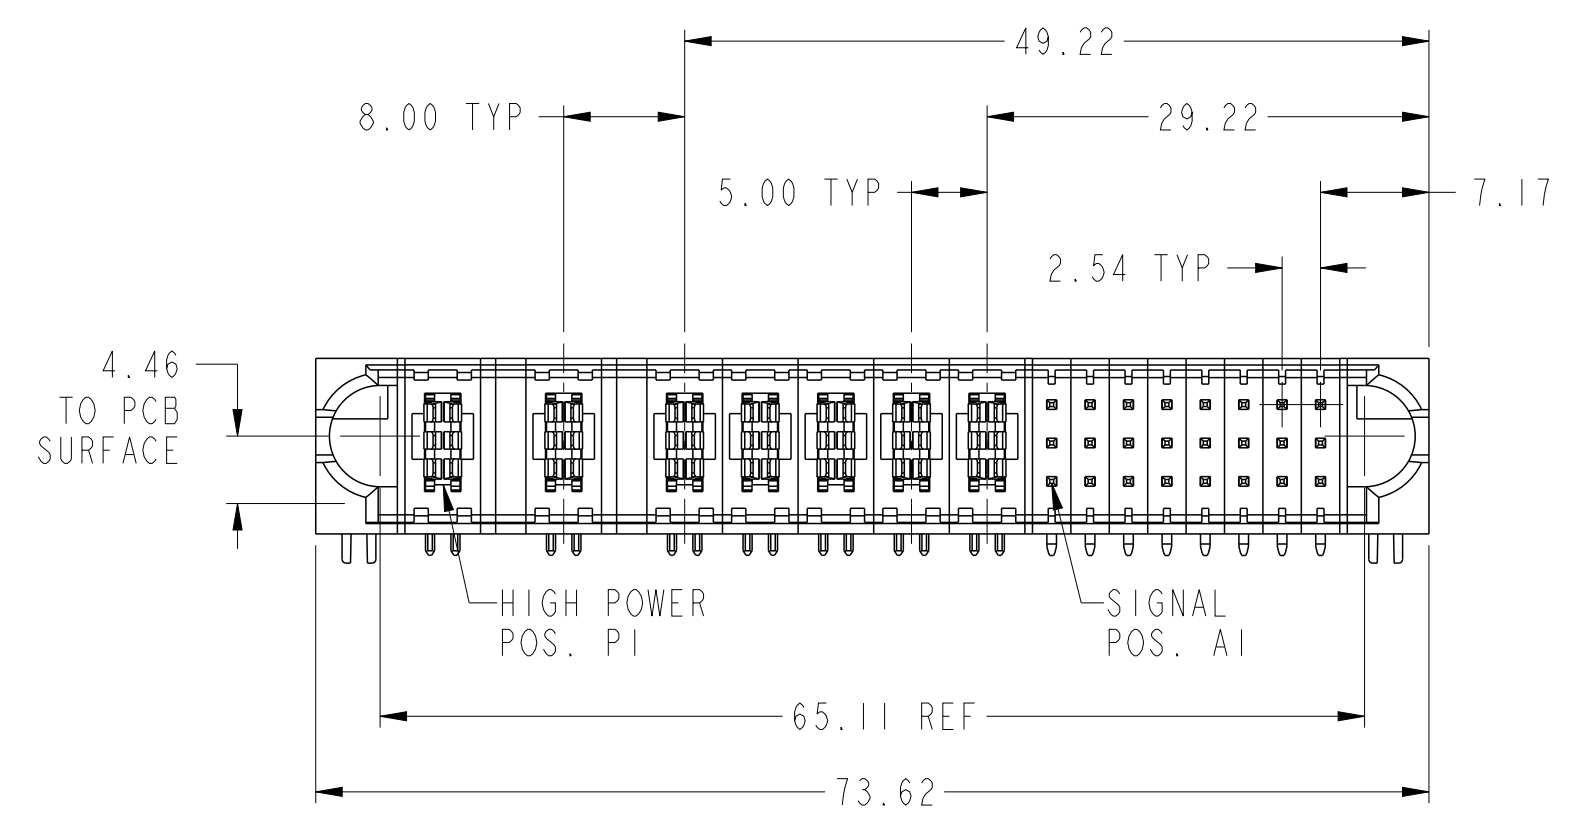 49.22
8.00 TYP
29.22
5.00 TYP
7.17
2.54 TYP
4.46
TO PCB
SURFACE
HIGH POWER
POS. P1
SIGNAL
POS. A1
65.11 REF
73.62